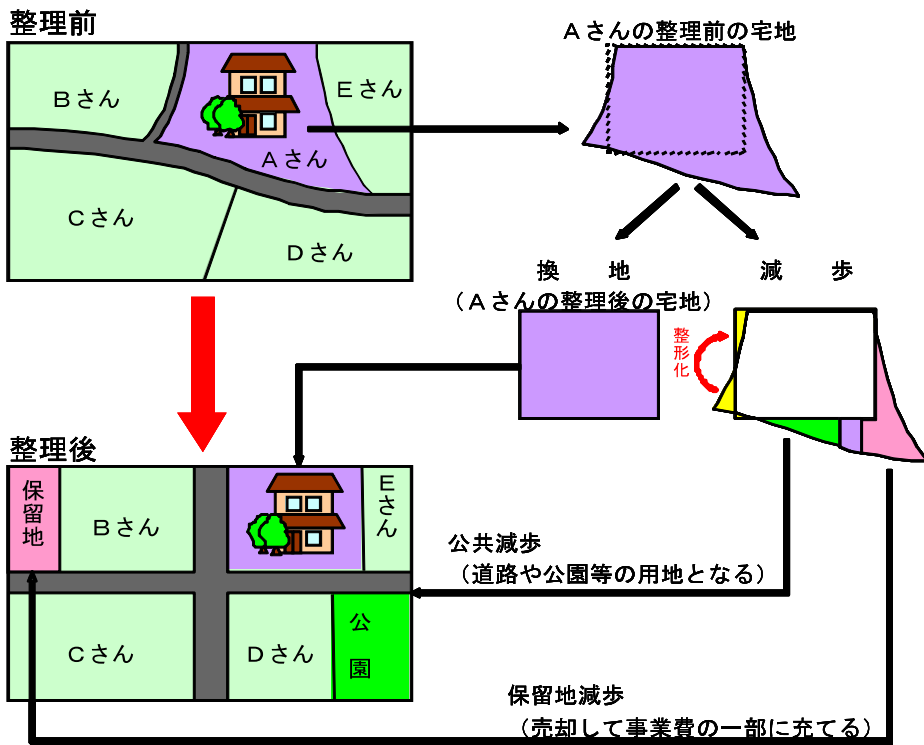 整理前
Aさんの整理前の宅地
Bさん
Eさん
Aさん
Cさん
Dさん
換地
(Aさんの整理後の宅地)
減歩
整形化
整理後
保留地
Bさん
Eさん
公共減歩
(道路や公園等の用地となる)
Cさん
Dさん
公園
保留地減歩
(売却して事業費の一部に充てる)